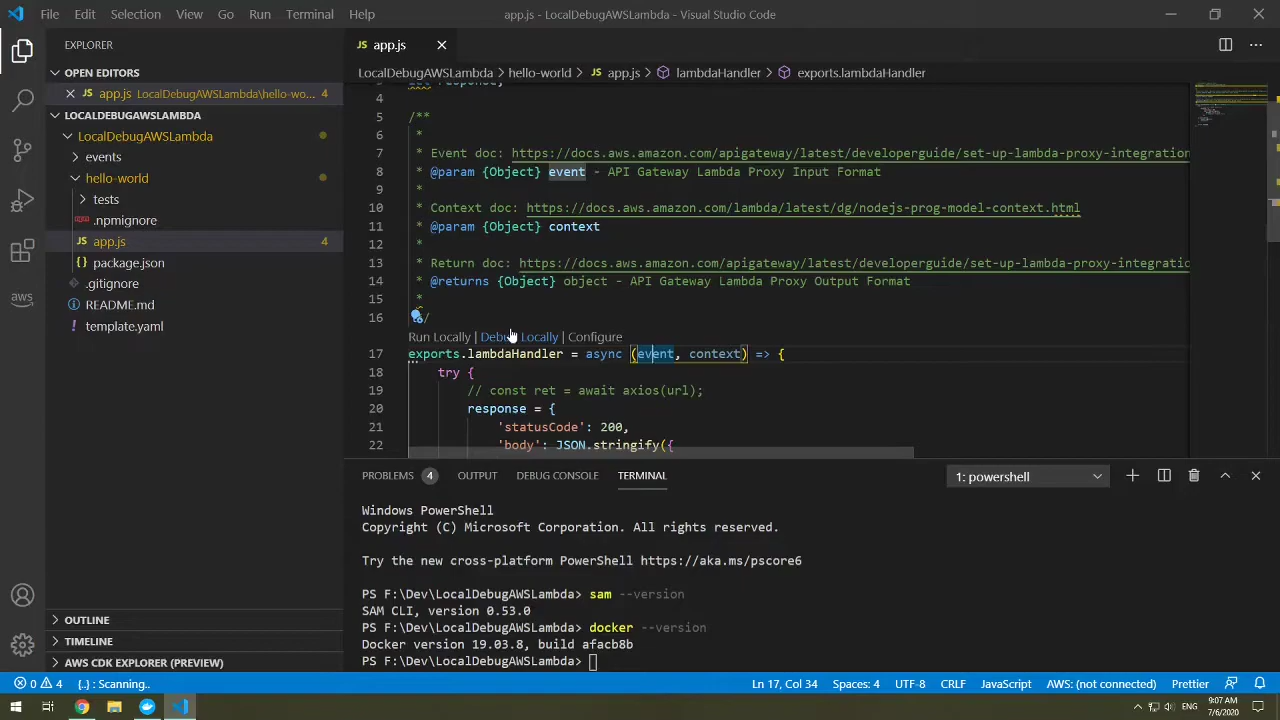 File Edit Selection View Go Run Terminal Help
app.js - LocalDebugAWSLambda - Visual Studio Code
EXPLORER
OPEN EDITORS
app.js LocalDebugAWSLambda\hello-wo... 4
LOCALDEBUGAWSLAMBDA
LocalDebugAWSLambda
events
hello-world
tests
.npmignore
JS app.js 4
{} package.json
.gitignore
README.md
template.yaml
OUTLINE
TIMELINE
AWS CDK EXPLORER (PREVIEW)
aws
JS app.js
LocalDebugAWSLambda > hello-world > JS app.js > lambdaHandler > exports.lambdaHandler
4
5 /**
6 *
7 * Event doc: https://docs.aws.amazon.com/apigateway/latest/developerguide/set-up-lambda-proxy-integration
8 * @param {Object} event - API Gateway Lambda Proxy Input Format
9 *
10 * Context doc: https://docs.aws.amazon.com/lambda/latest/dg/nodejs-prog-model-context.html
11 * @param {Object} context
12 *
13 * Return doc: https://docs.aws.amazon.com/apigateway/latest/developerguide/set-up-lambda-proxy-integratio
14 * @returns {Object} object - API Gateway Lambda Proxy Output Format
15 *
16 */
Run Locally | Debug Locally | Configure
17 exports.lambdaHandler = async (event, context) => {
18 try {
19 // const ret = await axios(url);
20 response = {
21 'statusCode': 200,
22 'body': JSON.stringify({
PROBLEMS 4 OUTPUT DEBUG CONSOLE TERMINAL 1: powershell
Windows PowerShell
Copyright (C) Microsoft Corporation. All rights reserved.
Try the new cross-platform PowerShell https://aka.ms/pscore6
PS F:\Dev\LocalDebugAWSLambda> sam --version
SAM CLI, version 0.53.0
PS F:\Dev\LocalDebugAWSLambda> docker --version
Docker version 19.03.8, build afacb8b
PS F:\Dev\LocalDebugAWSLambda>
0 4 {..} : Scanning.. Ln 17, Col 34 Spaces: 4 UTF-8 CRLF JavaScript AWS: (not connected) Prettier
ENG 9:07 AM
7/6/2020